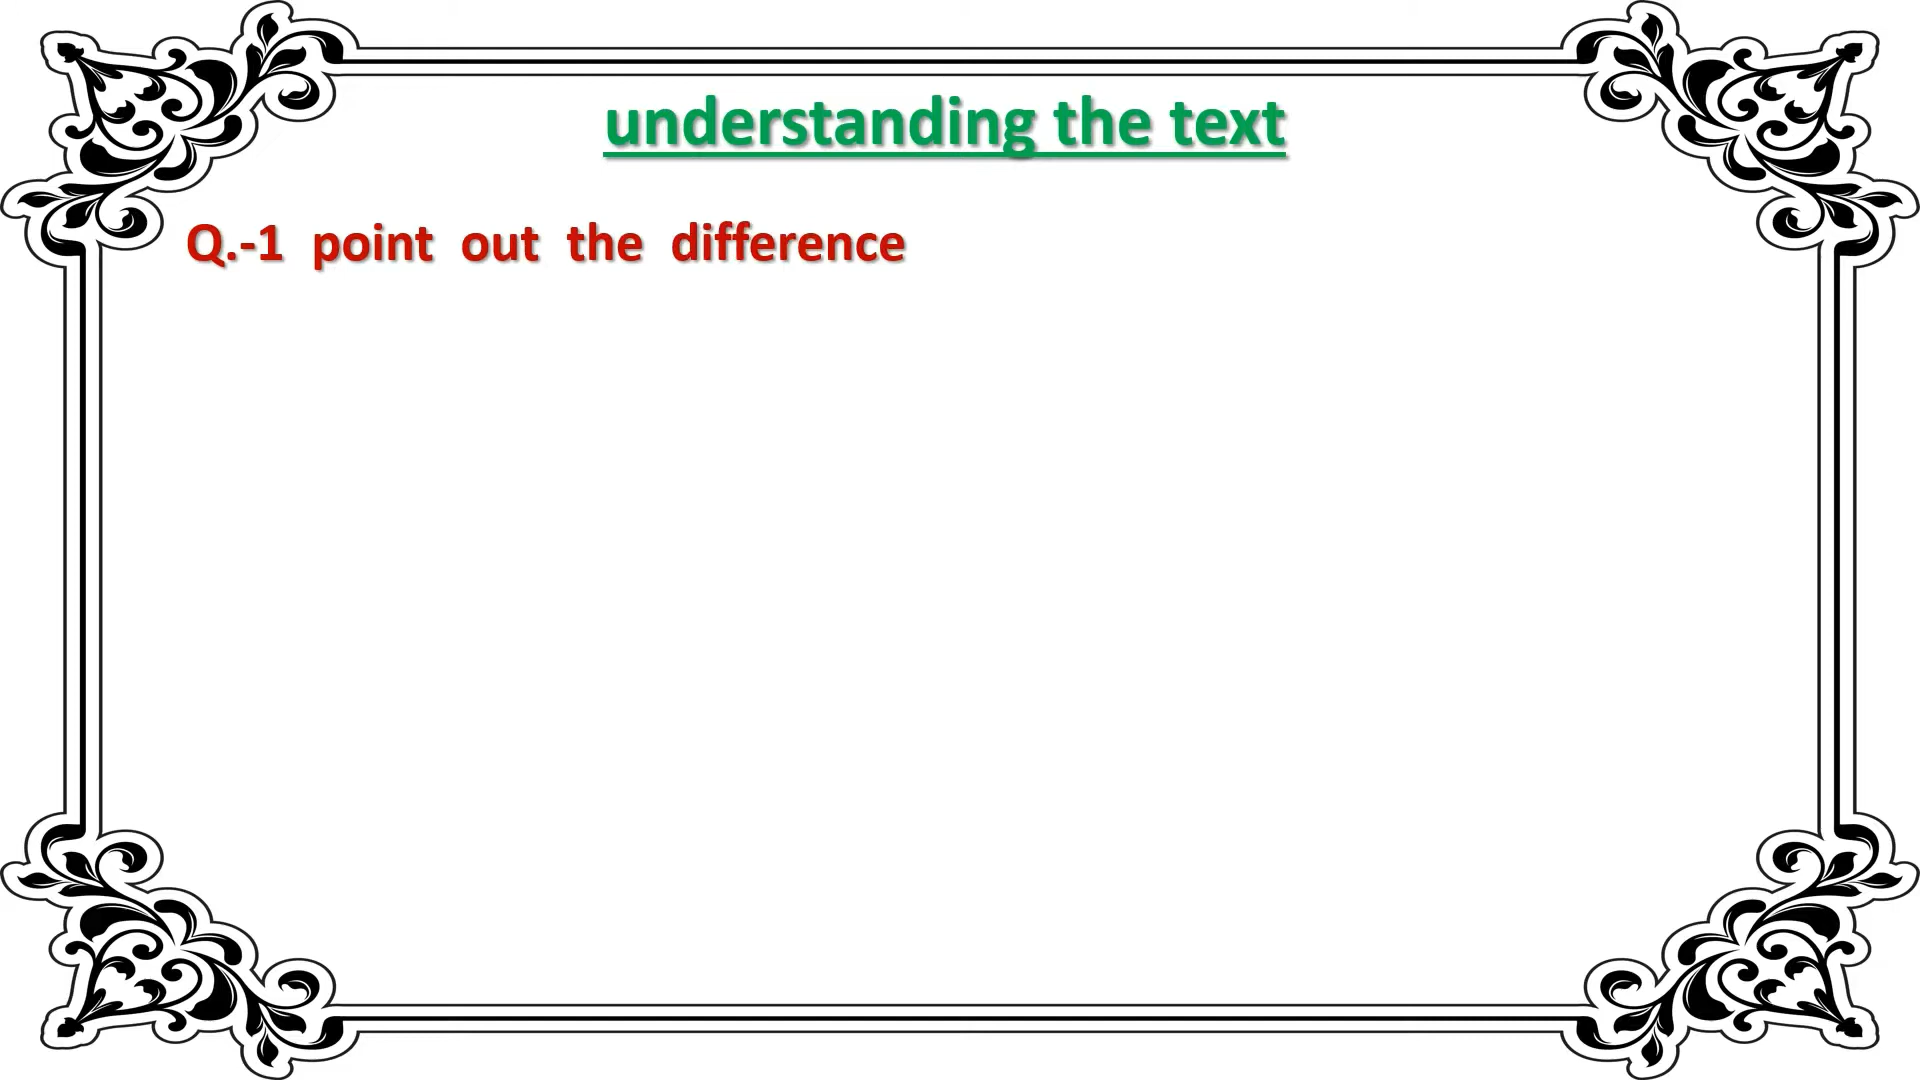 understanding the text
Q.-1 point out the difference